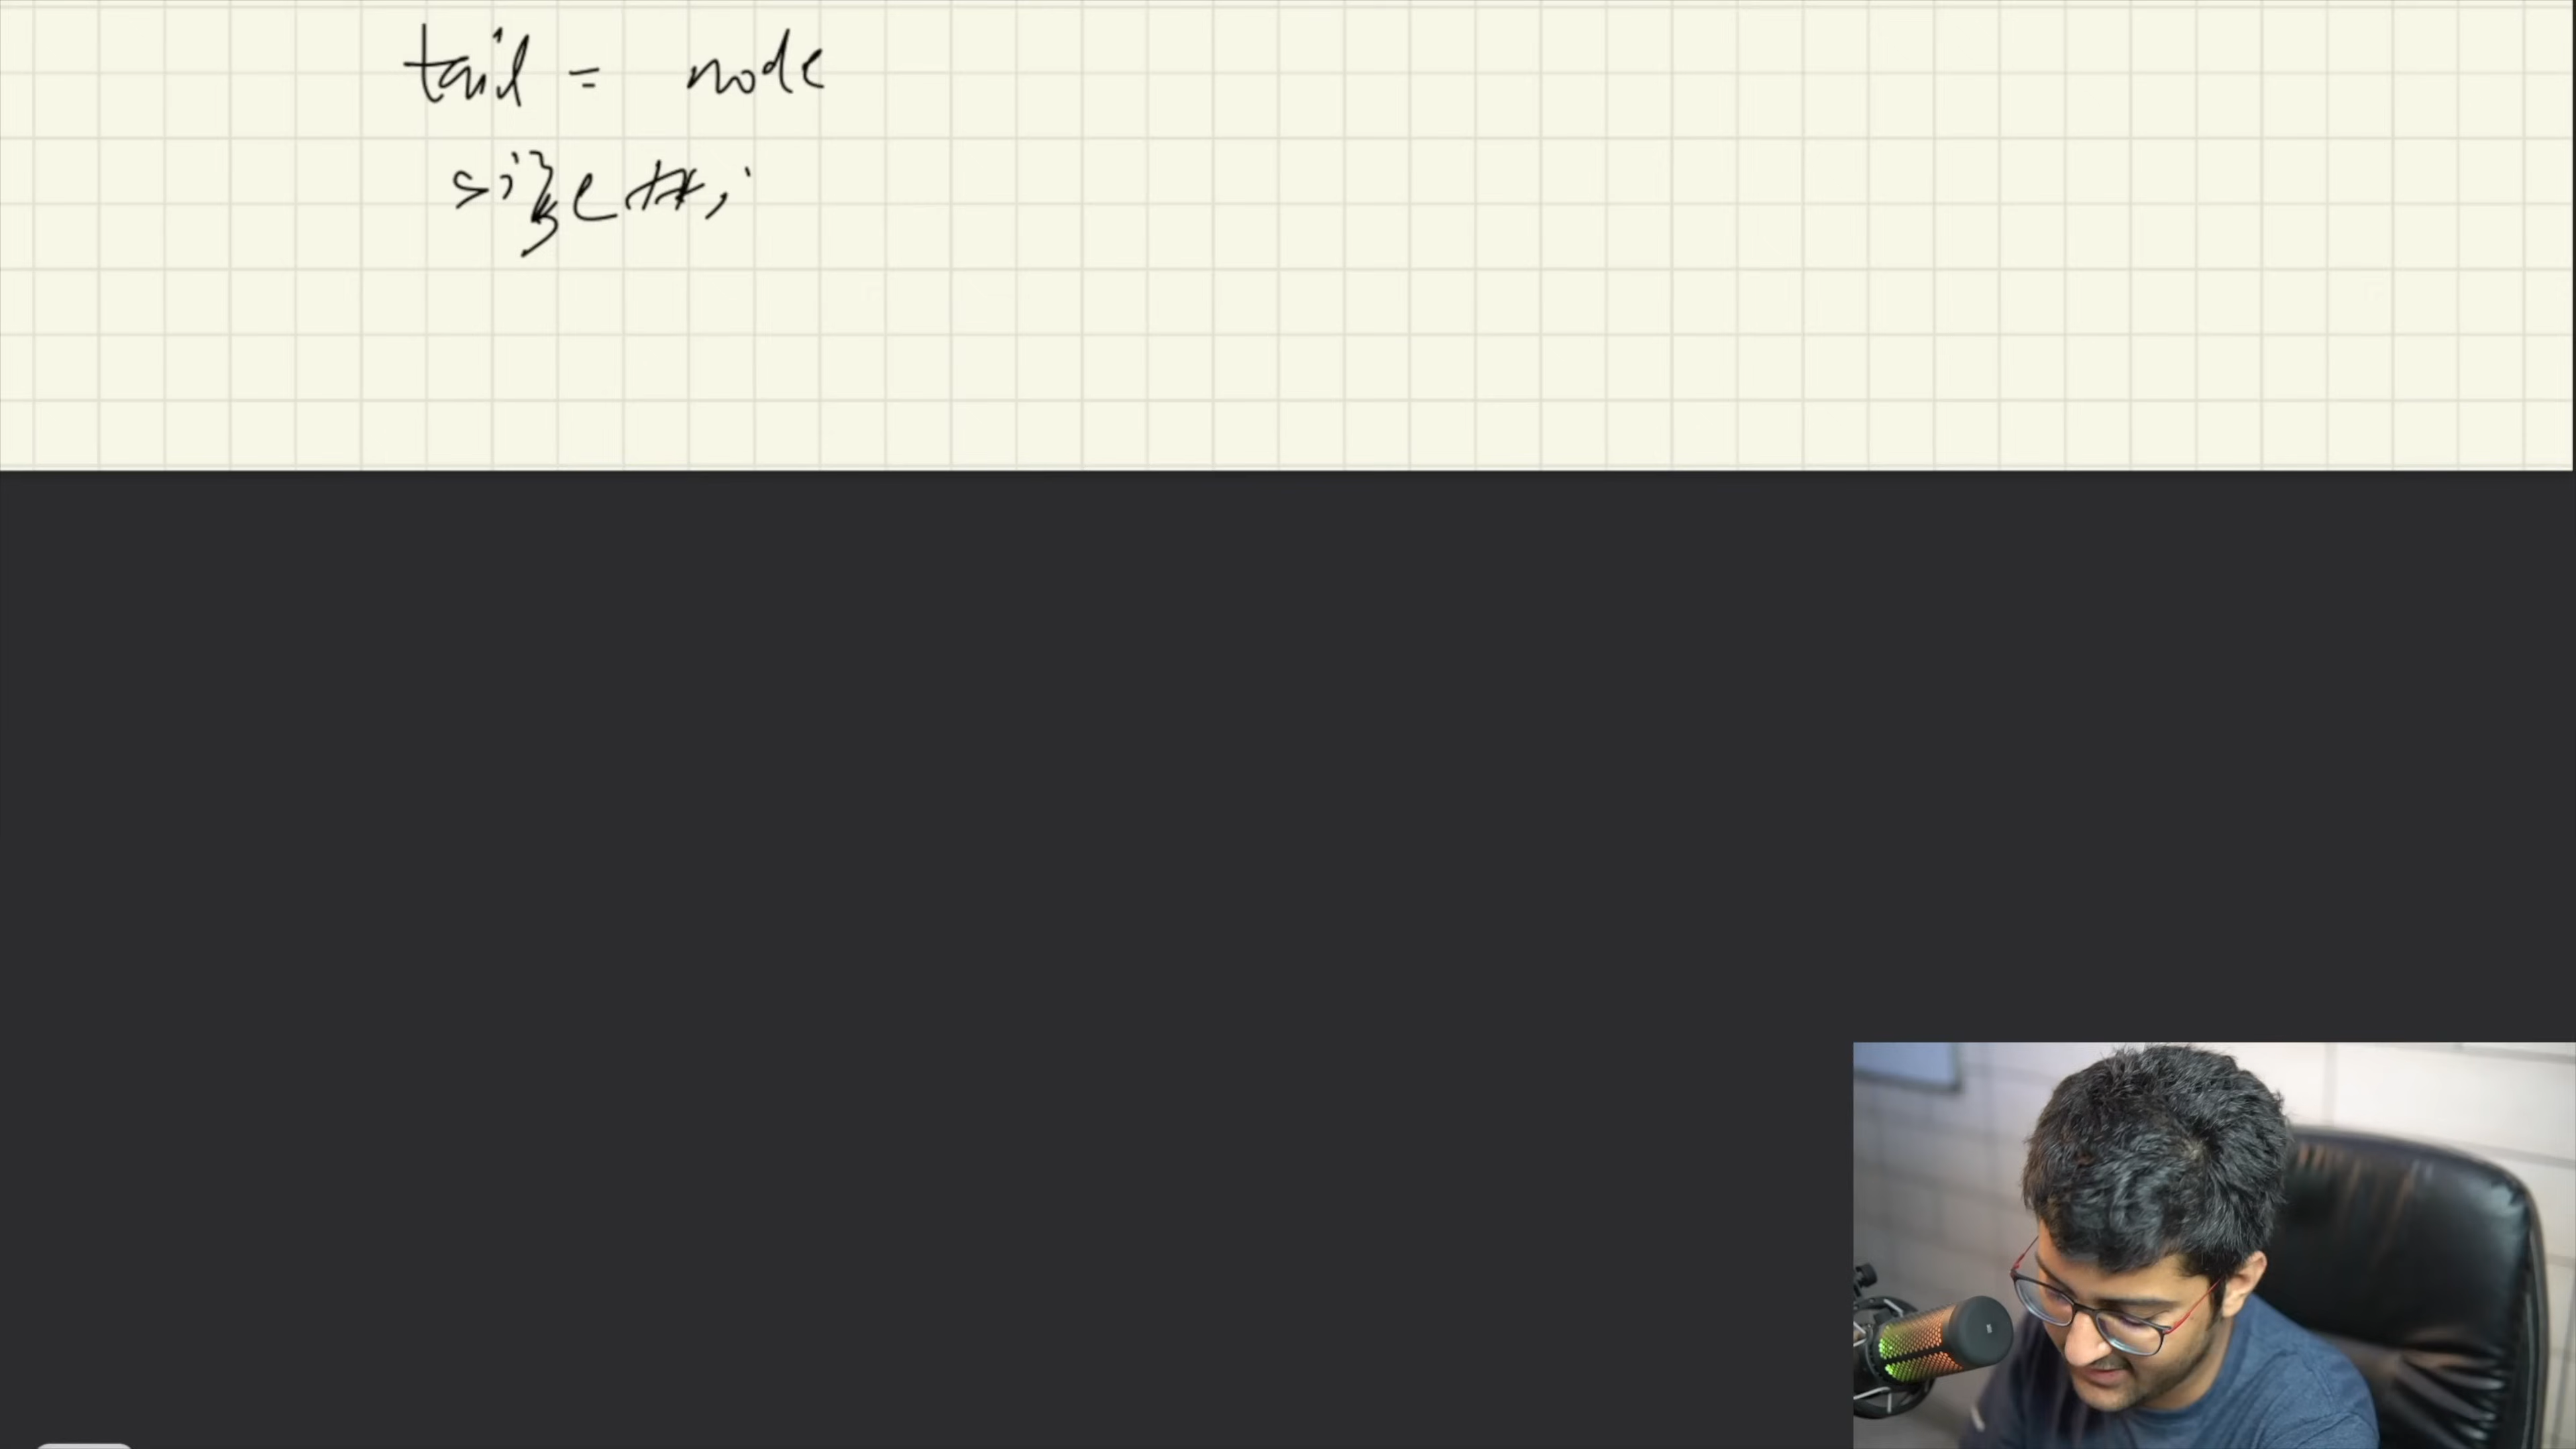 tail = node
size++;